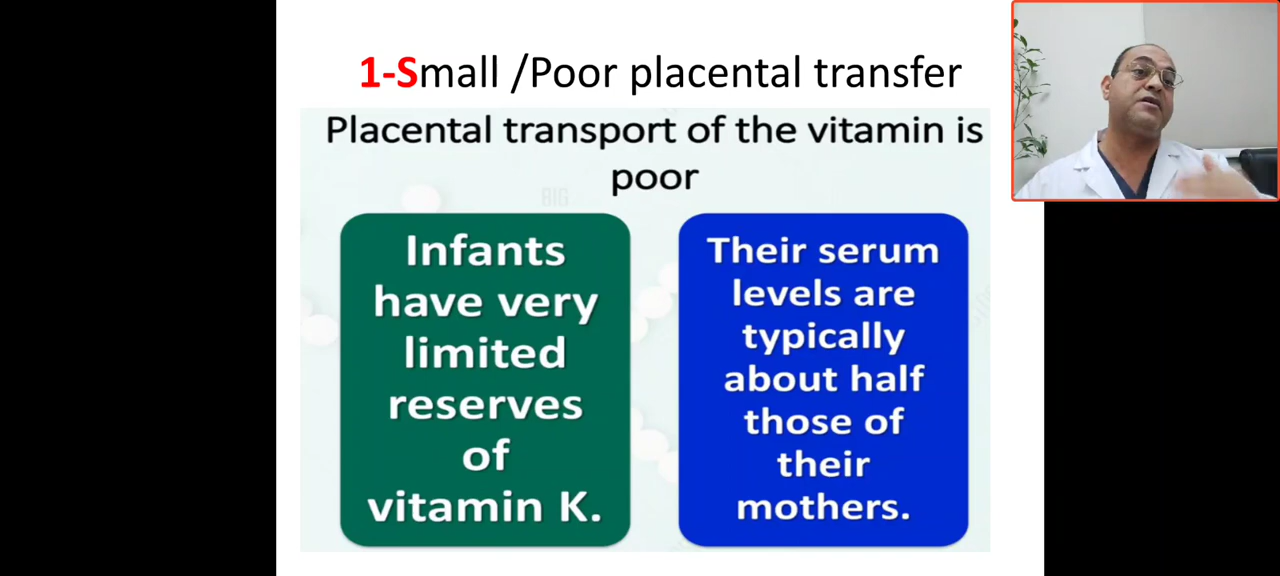 1-Small /Poor placental transfer
Placental transport of the vitamin is
poor
BIG
Infants
have very
limited
reserves
of
vitamin K.
Their serum
levels are
typically
about half
those of
their
mothers.